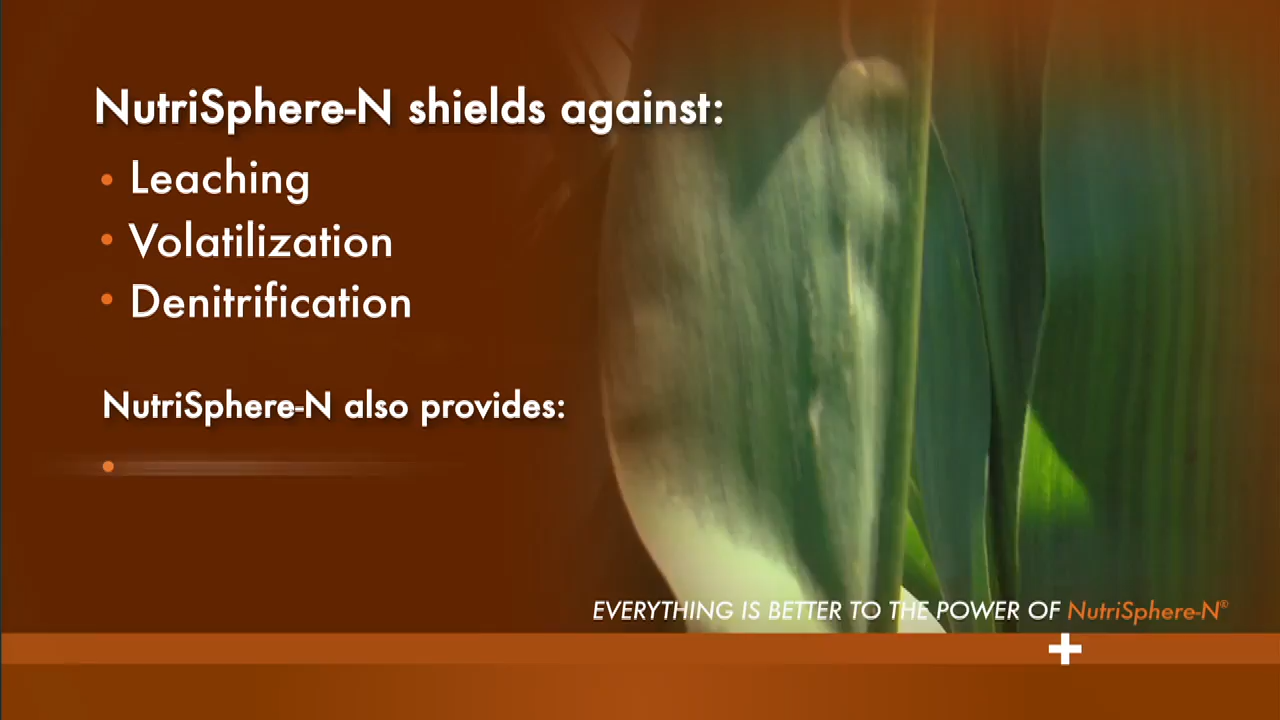 NutriSphere-N shields against:
• Leaching
• Volatilization
• Denitrification
NutriSphere-N also provides:
•
EVERYTHING IS BETTER TO THE POWER OF NutriSphere-N®